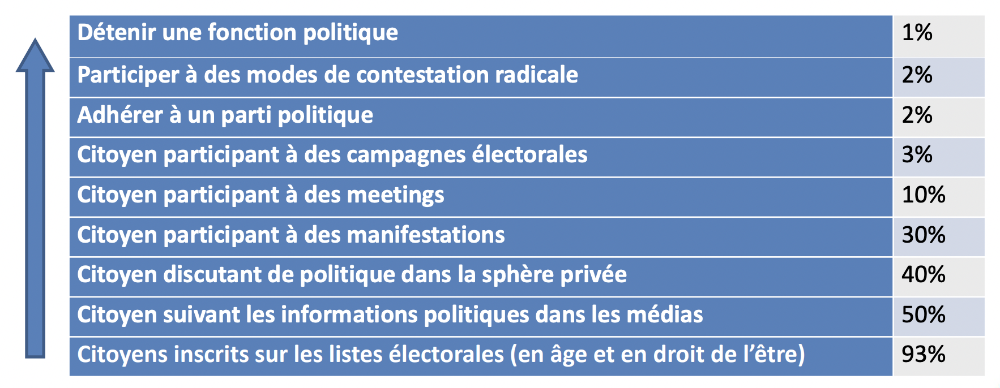 Détenir une fonction politique 1%
Participer à des modes de contestation radicale 2%
Adhérer à un parti politique 2%
Citoyen participant à des campagnes électorales 3%
Citoyen participant à des meetings 10%
Citoyen participant à des manifestations 30%
Citoyen discutant de politique dans la sphère privée 40%
Citoyen suivant les informations politiques dans les médias 50%
Citoyens inscrits sur les listes électorales (en âge et en droit de l’être) 93%